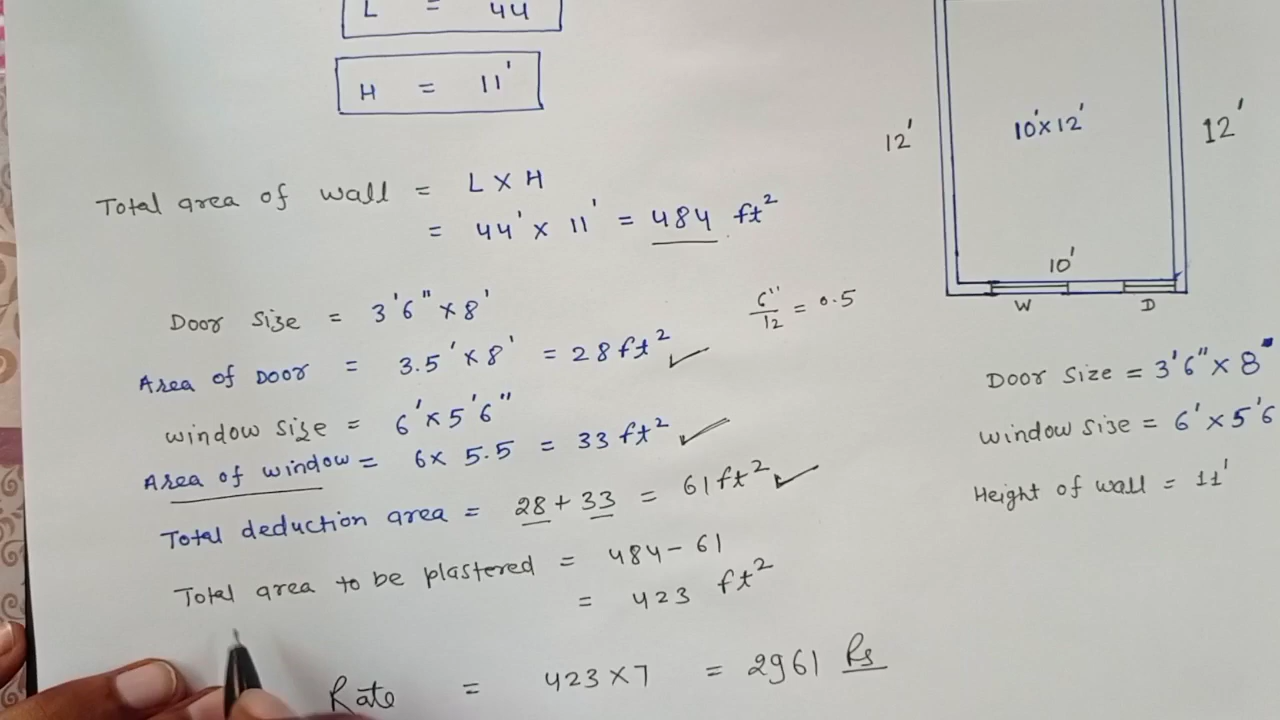 L = 44
H = 11'
Total area of wall = L X H
= 44' x 11' = 484 ft²
Door Size = 3'6" x 8'
6"/12 = 0.5
Area of Door = 3.5' x 8' = 28 ft² ✓
window size = 6' x 5'6"
Area of window = 6 x 5.5 = 33 ft² ✓
Total deduction area = 28 + 33 = 61 ft² ✓
Total area to be plastered = 484 - 61
= 423 ft²
Rate = 423 x 7 = 2961 Rs
12'
10'x12'
12'
10'
W D
Door Size = 3'6" x 8'
window size = 6' x 5'6
Height of wall = 11'